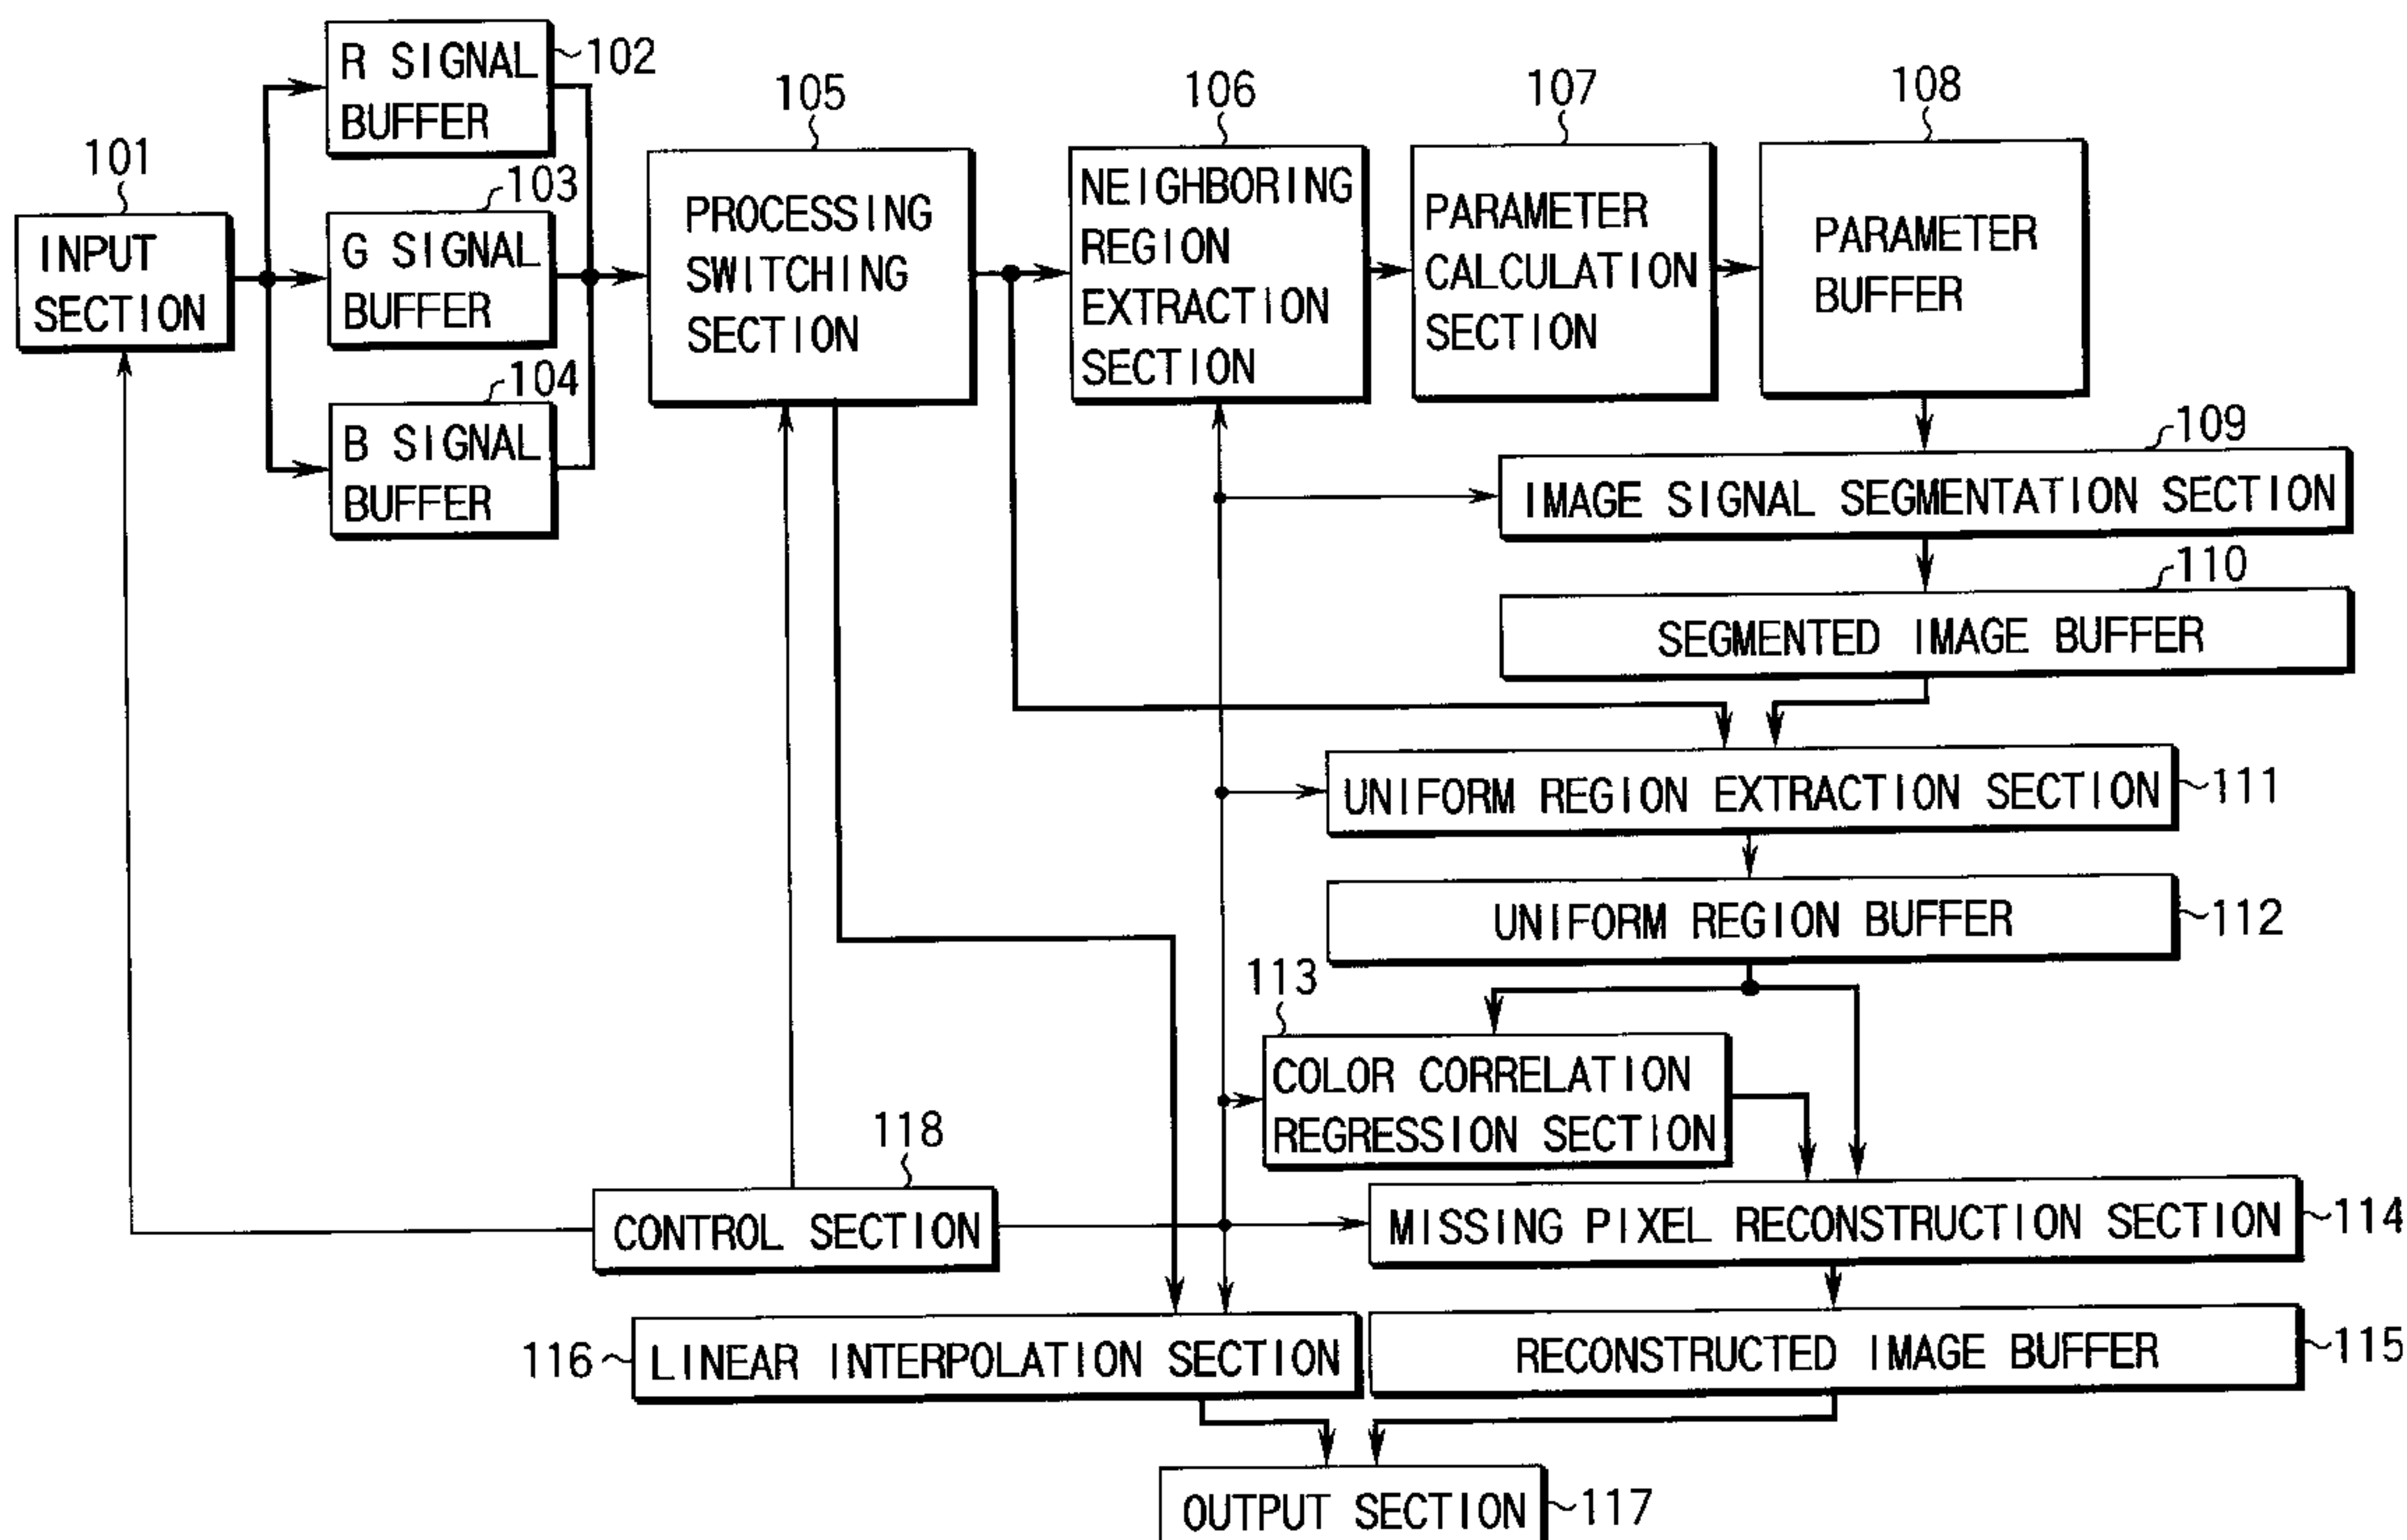 R SIGNAL
BUFFER
102
101
INPUT
SECTION
G SIGNAL
BUFFER
103
B SIGNAL
BUFFER
104
105
PROCESSING
SWITCHING
SECTION
106
NEIGHBORING
REGION
EXTRACTION
SECTION
107
PARAMETER
CALCULATION
SECTION
108
PARAMETER
BUFFER
109
IMAGE SIGNAL SEGMENTATION SECTION
110
SEGMENTED IMAGE BUFFER
UNIFORM REGION EXTRACTION SECTION
111
UNIFORM REGION BUFFER
112
113
COLOR CORRELATION
REGRESSION SECTION
118
CONTROL SECTION
MISSING PIXEL RECONSTRUCTION SECTION
114
116
LINEAR INTERPOLATION SECTION
RECONSTRUCTED IMAGE BUFFER
115
OUTPUT SECTION
117